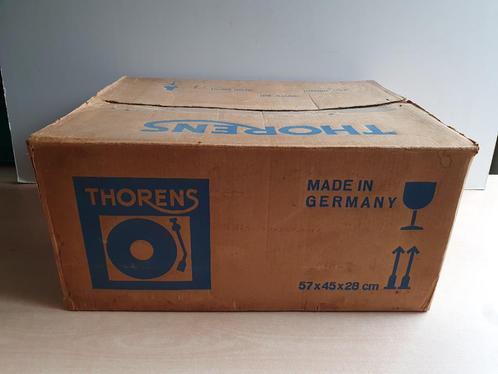 THORENS
THORENS
MADE IN
GERMANY
57x45x28 cm